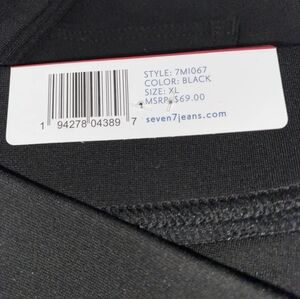 STYLE: 7MI067
COLOR: BLACK
SIZE: XL
MSRP: $69.00
seven7jeans.com
1 94278 04389 7